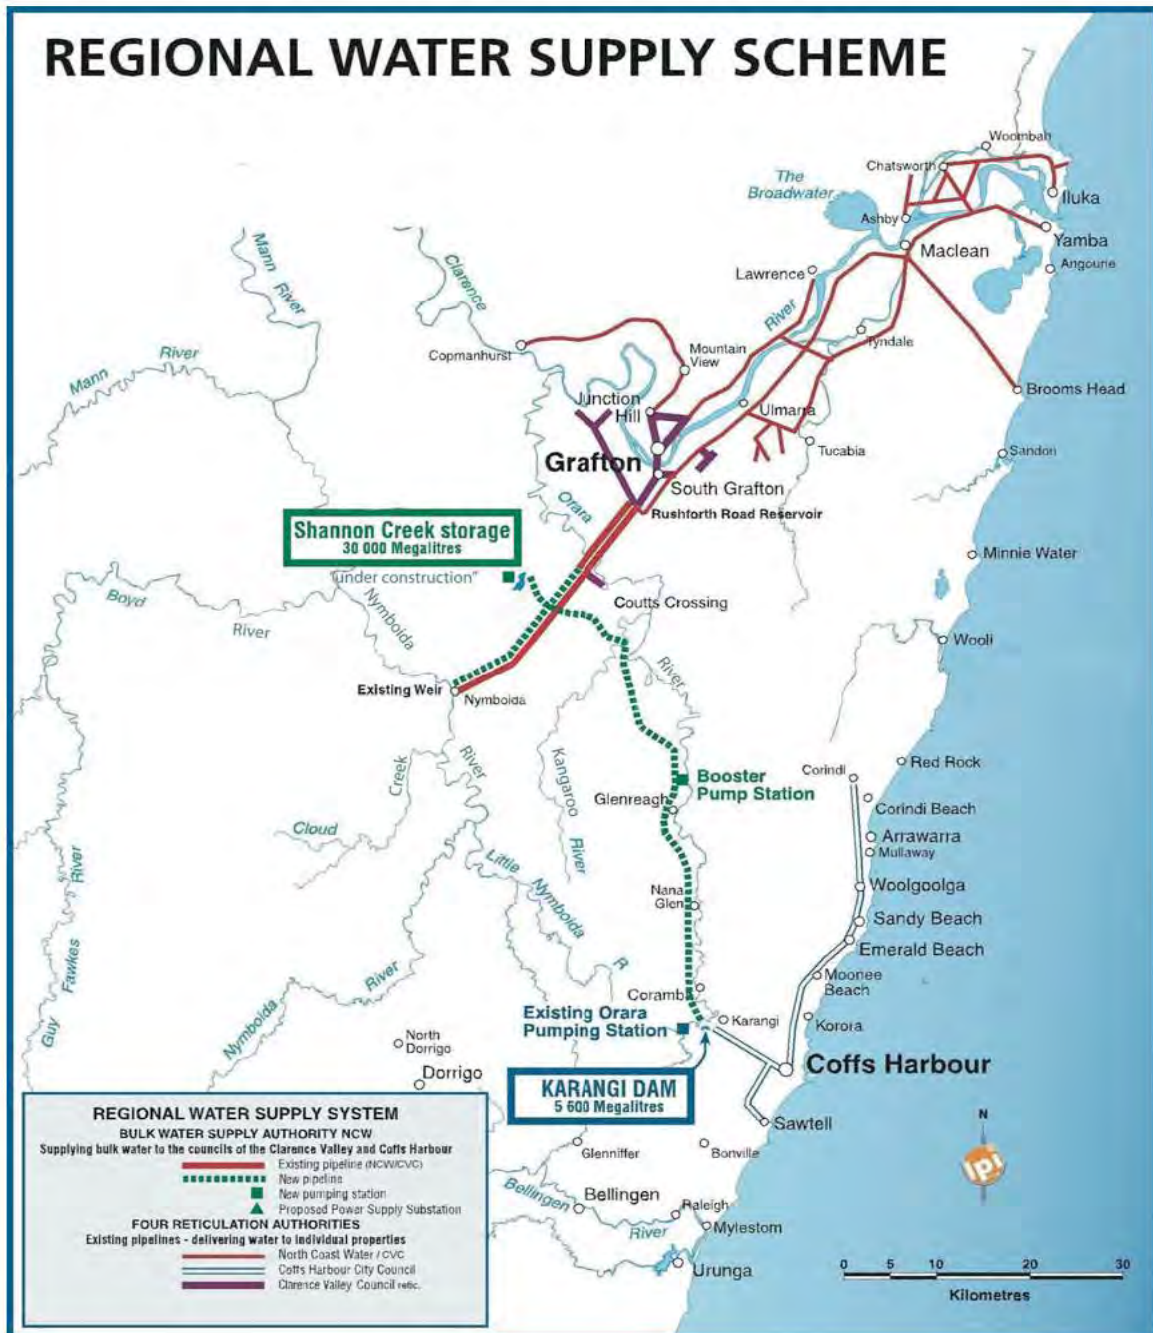 REGIONAL WATER SUPPLY SCHEME
Woombah
Chatsworth
The
Broadwater
Iluka
Ashby
Yamba
Maclean
Angourie
Lawrence
Mann
River
Clarence
River
Tyndale
Copmanhurst
Mountain
View
Mann
River
Brooms Head
Junction
Hill
Ulmarra
Grafton
Tucabia
Sandon
South Grafton
Orara
Rushforth Road Reservoir
Shannon Creek storage
30 000 Megalitres
Minnie Water
"under construction"
Boyd
River
Nymboida
Coutts Crossing
Wooli
River
Existing Weir
Nymboida
River
Creek
Kangaroo
River
Red Rock
Corindi
Booster
Pump Station
Glenreagh
Corindi Beach
Cloud
Arrawarra
Mullaway
Little
Nymboida
R
Woolgoolga
Nana
Glen
Sandy Beach
Emerald Beach
Guy
Fawkes
River
Nymboida
River
Moonee
Beach
Coramb
Existing Orara
Pumping Station
Karangi
Korora
North
Dorrigo
Dorrigo
Coffs Harbour
KARANGI DAM
5 600 Megalitres
Sawtell
N
lpi
Glenniffer
Bonville
Bellingen
Bellingen
River
Raleigh
Mylestom
Urunga
REGIONAL WATER SUPPLY SYSTEM
BULK WATER SUPPLY AUTHORITY NCW
Supplying bulk water to the councils of the Clarence Valley and Coffs Harbour
Existing pipeline (NCW/CVC)
New pipeline
New pumping station
Proposed Power Supply Substation
FOUR RETICULATION AUTHORITIES
Existing pipelines - delivering water to individual properties
North Coast Water / CVC
Coffs Harbour City Council
Clarence Valley Council retic.
0 5 10 20 30
Kilometres